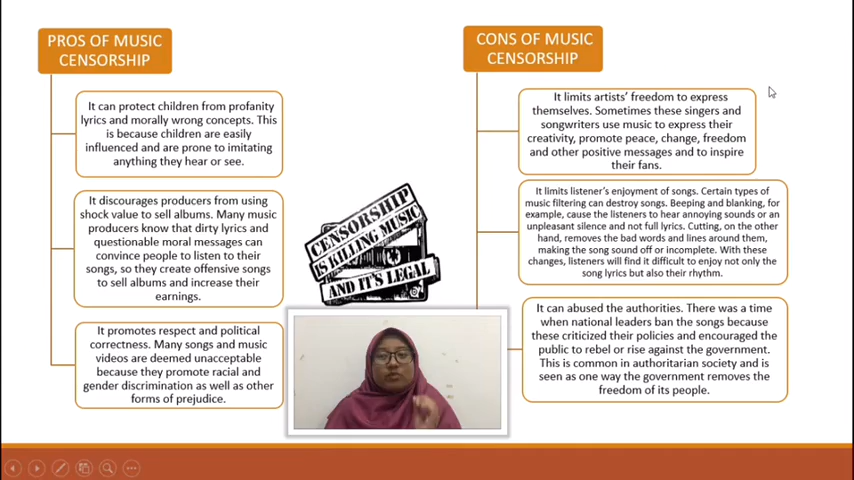 PROS OF MUSIC
CENSORSHIP
It can protect children from profanity
lyrics and morally wrong concepts. This
is because children are easily
influenced and are prone to imitating
anything they hear or see.
It discourages producers from using
shock value to sell albums. Many music
producers know that dirty lyrics and
questionable moral messages can
convince people to listen to their
songs, so they create offensive songs
to sell albums and increase their
earnings.
It promotes respect and political
correctness. Many songs and music
videos are deemed unacceptable
because they promote racial and
gender discrimination as well as other
forms of prejudice.
CENSORSHIP
IS KILLING MUSIC
AND IT'S LEGAL
CONS OF MUSIC
CENSORSHIP
It limits artists' freedom to express
themselves. Sometimes these singers and
songwriters use music to express their
creativity, promote peace, change, freedom
and other positive messages and to inspire
their fans.
It limits listener's enjoyment of songs. Certain types of
music filtering can destroy songs. Beeping and blanking, for
example, cause the listeners to hear annoying sounds or an
unpleasant silence and not full lyrics. Cutting, on the other
hand, removes the bad words and lines around them,
making the song sound off or incomplete. With these
changes, listeners will find it difficult to enjoy not only the
song lyrics but also their rhythm.
It can abused the authorities. There was a time
when national leaders ban the songs because
these criticized their policies and encouraged the
public to rebel or rise against the government.
This is common in authoritarian society and is
seen as one way the government removes the
freedom of its people.